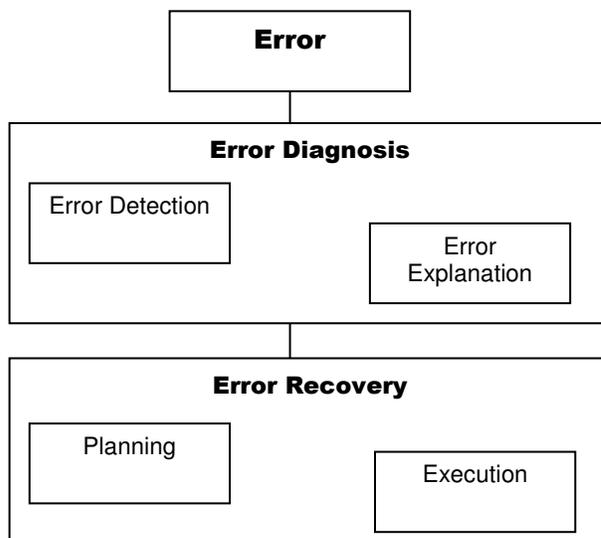 Error
Error Diagnosis
Error Detection
Error
Explanation
Error Recovery
Planning
Execution